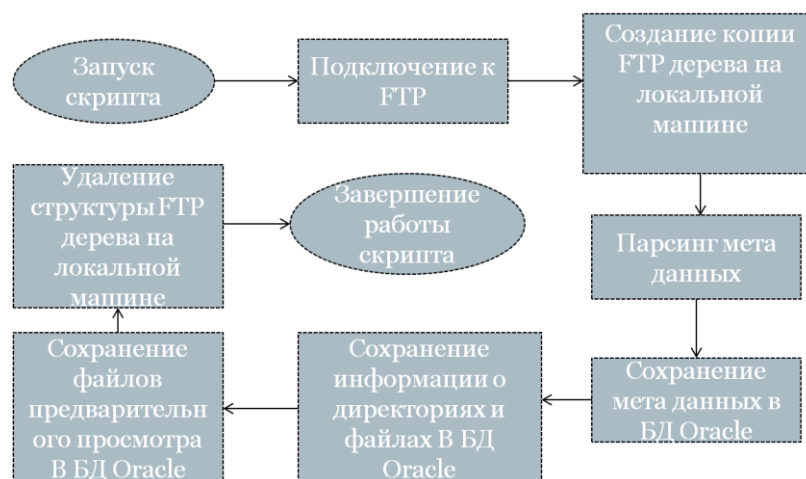 Запуск
скрипта
Подключение к
FTP
Создание копии
FTP дерева на
локальной
машине
Парсинг мета
данных
Сохранение
мета данных в
БД Oracle
Сохранение
информации о
директориях и
файлах В БД
Oracle
Сохранение
файлов
предварительн
ого просмотра
В БД Oracle
Удаление
структуры FTP
дерева на
локальной
машине
Завершение
работы
скрипта